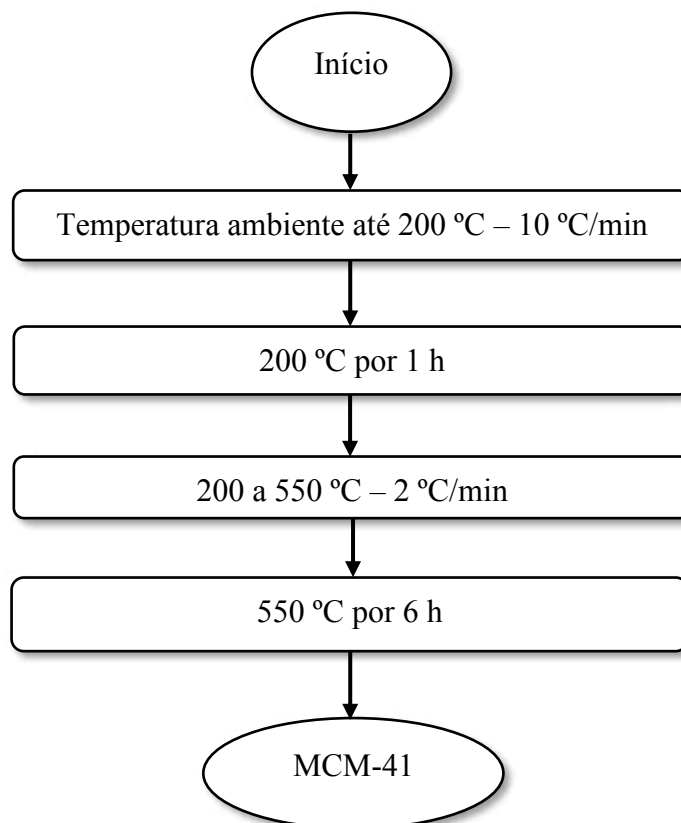 Início
Temperatura ambiente até 200 ºC – 10 ºC/min
200 ºC por 1 h
200 a 550 ºC – 2 ºC/min
550 ºC por 6 h
MCM-41